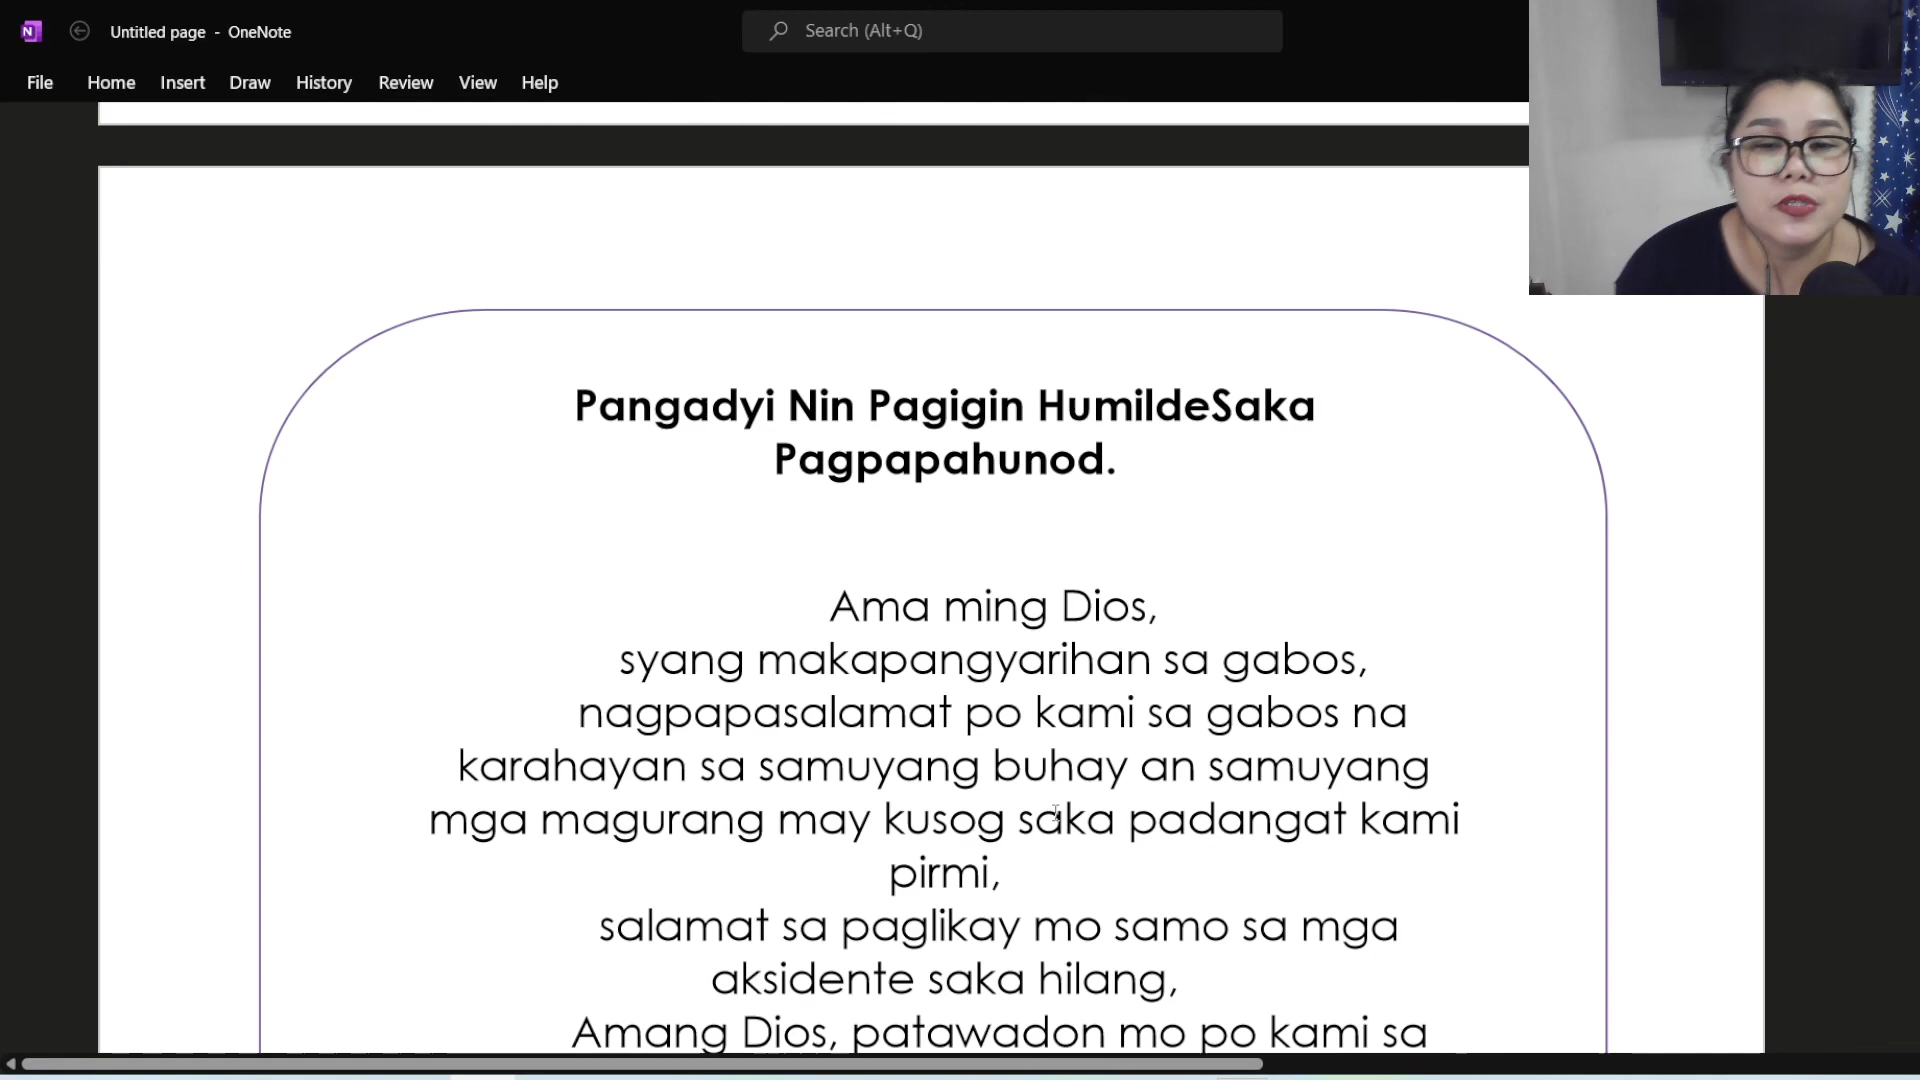 Untitled page - OneNote
Search (Alt+Q)
File Home Insert Draw History Review View Help
Pangadyi Nin Pagigin HumildeSaka
Pagpapahunod.
Ama ming Dios,
syang makapangyarihan sa gabos,
nagpapasalamat po kami sa gabos na
karahayan sa samuyang buhay an samuyang
mga magurang may kusog saka padangat kami
pirmi,
salamat sa paglikay mo samo sa mga
aksidente saka hilang,
Amang Dios, patawadon mo po kami sa